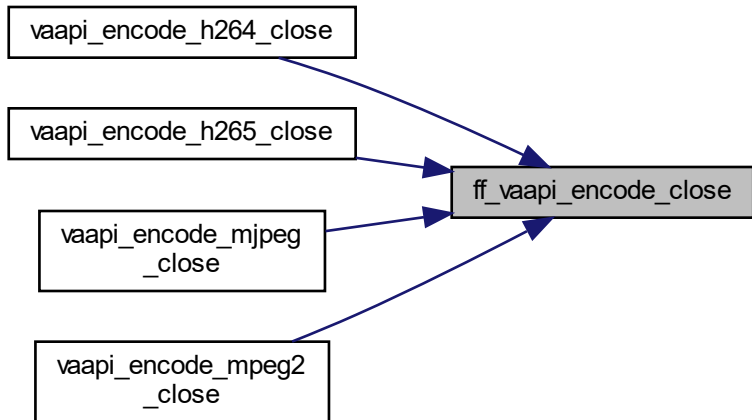 vaapi_encode_h264_close
vaapi_encode_h265_close
ff_vaapi_encode_close
vaapi_encode_mjpeg
_close
vaapi_encode_mpeg2
_close